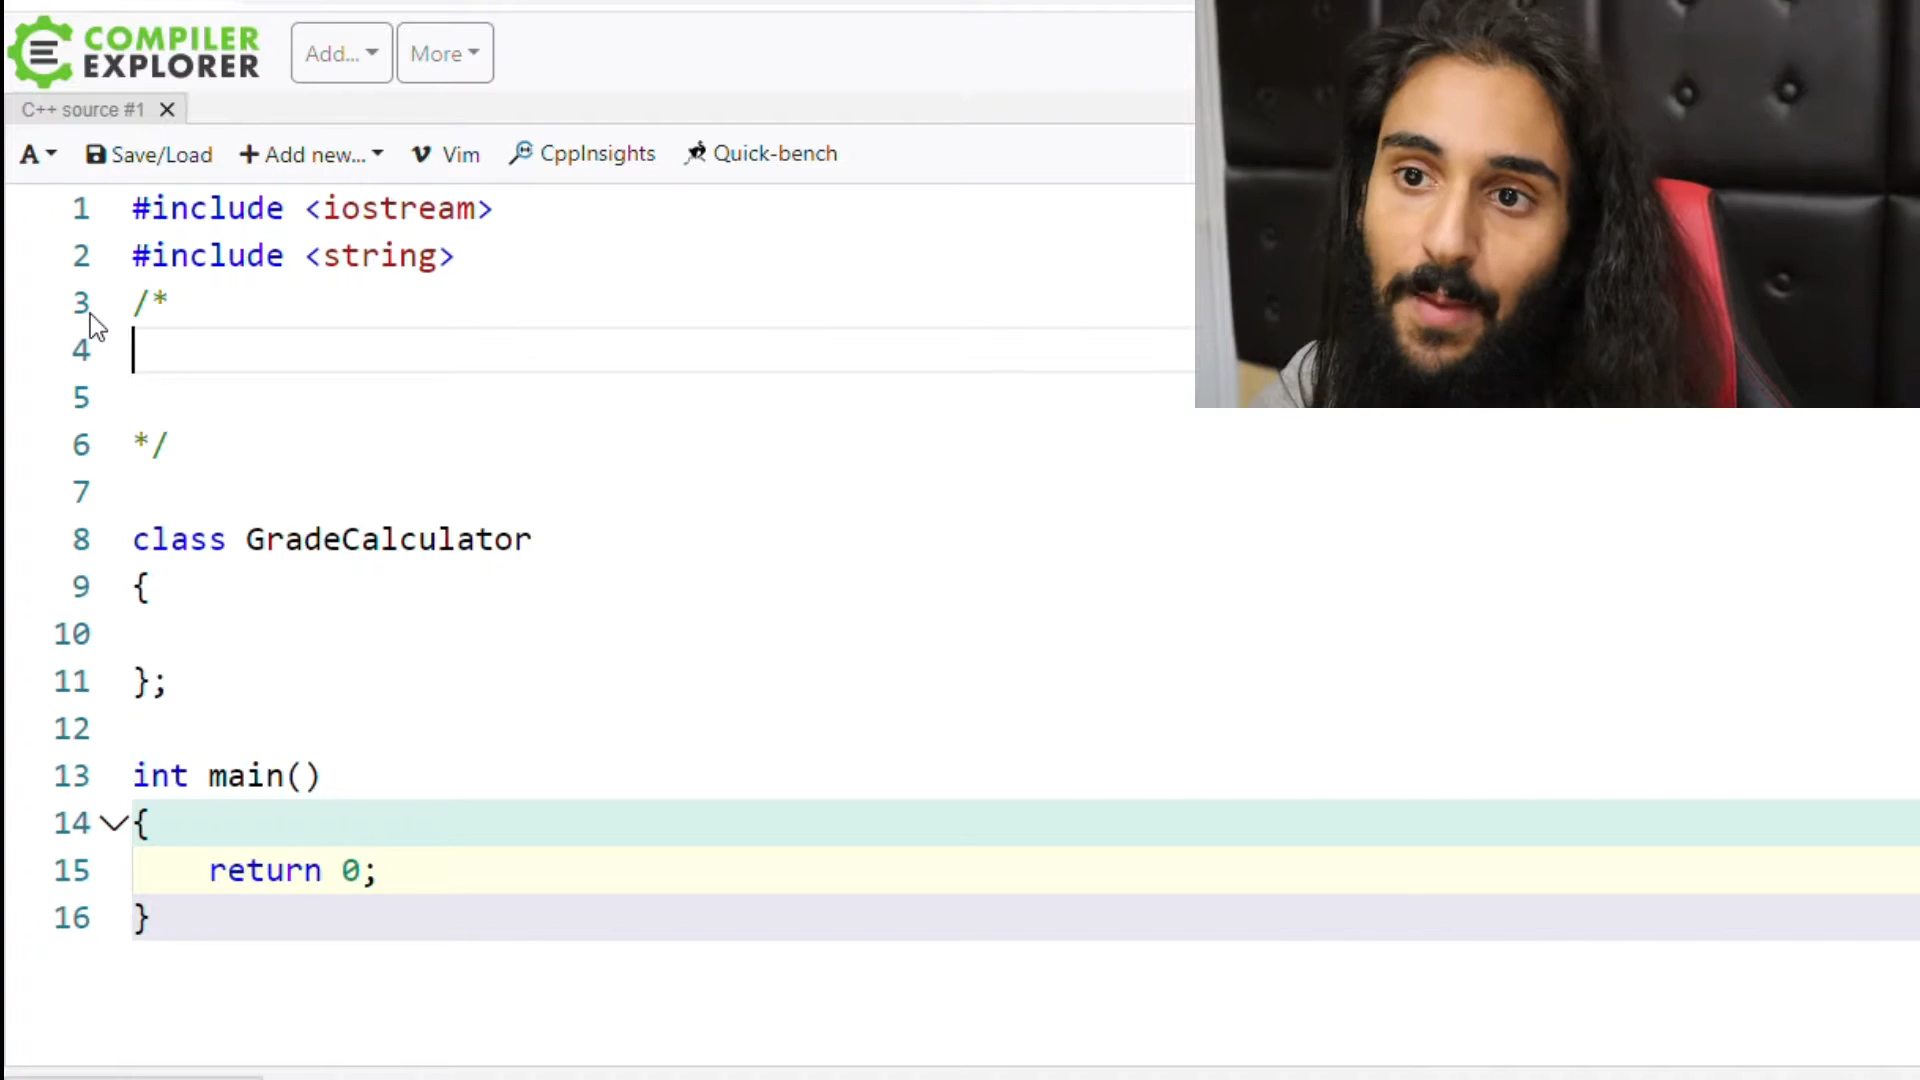 COMPILER
EXPLORER
Add...
More
C++ source #1
A
Save/Load
+ Add new...
Vim
CppInsights
Quick-bench
1 #include <iostream>
2 #include <string>
3 /*
4
5
6 */
7
8 class GradeCalculator
9 {
10
11 };
12
13 int main()
14 {
15 return 0;
16 }